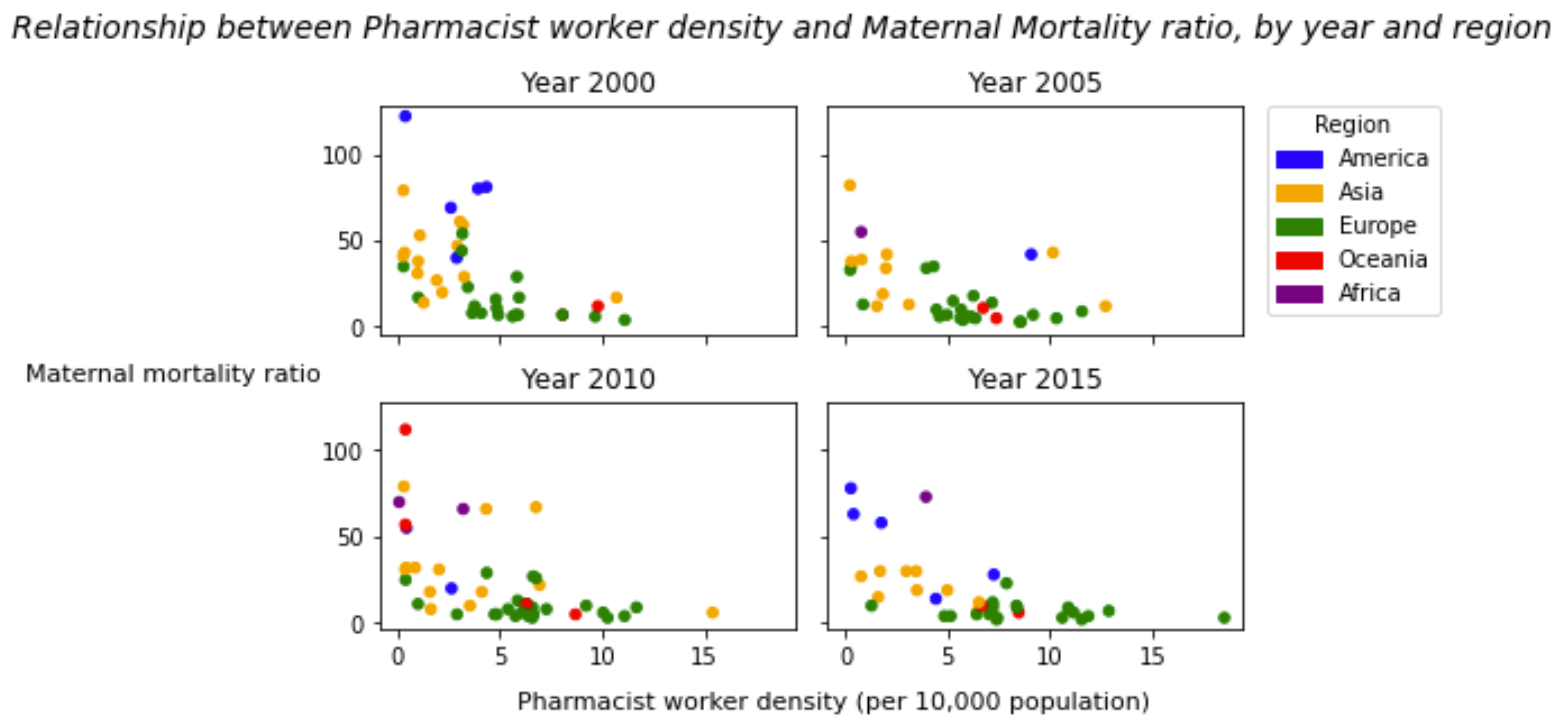 Relationship between Pharmacist worker density and Maternal Mortality ratio, by year and region
Year 2000
Year 2005
100
50
0
Region
America
Asia
Europe
Oceania
Africa
Maternal mortality ratio
Year 2010
Year 2015
100
50
0
0 5 10 15
0 5 10 15
Pharmacist worker density (per 10,000 population)